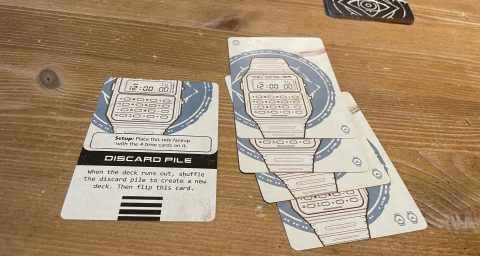 12:00 00
Setup: Place this side faceup
with the 4 time cards on it.
DISCARD PILE
When the deck runs out, shuffle
the discard pile to create a new
deck. Then flip this card.
12:00 00